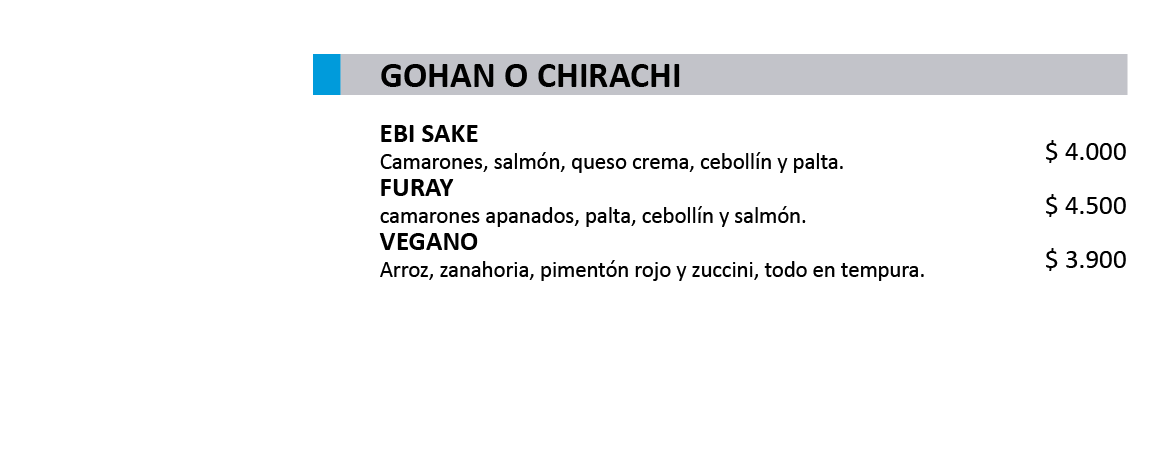 GOHAN O CHIRACHI
EBI SAKE
Camarones, salmón, queso crema, cebollín y palta.
$ 4.000
FURAY
camarones apanados, palta, cebollín y salmón.
$ 4.500
VEGANO
Arroz, zanahoria, pimentón rojo y zuccini, todo en tempura.
$ 3.900